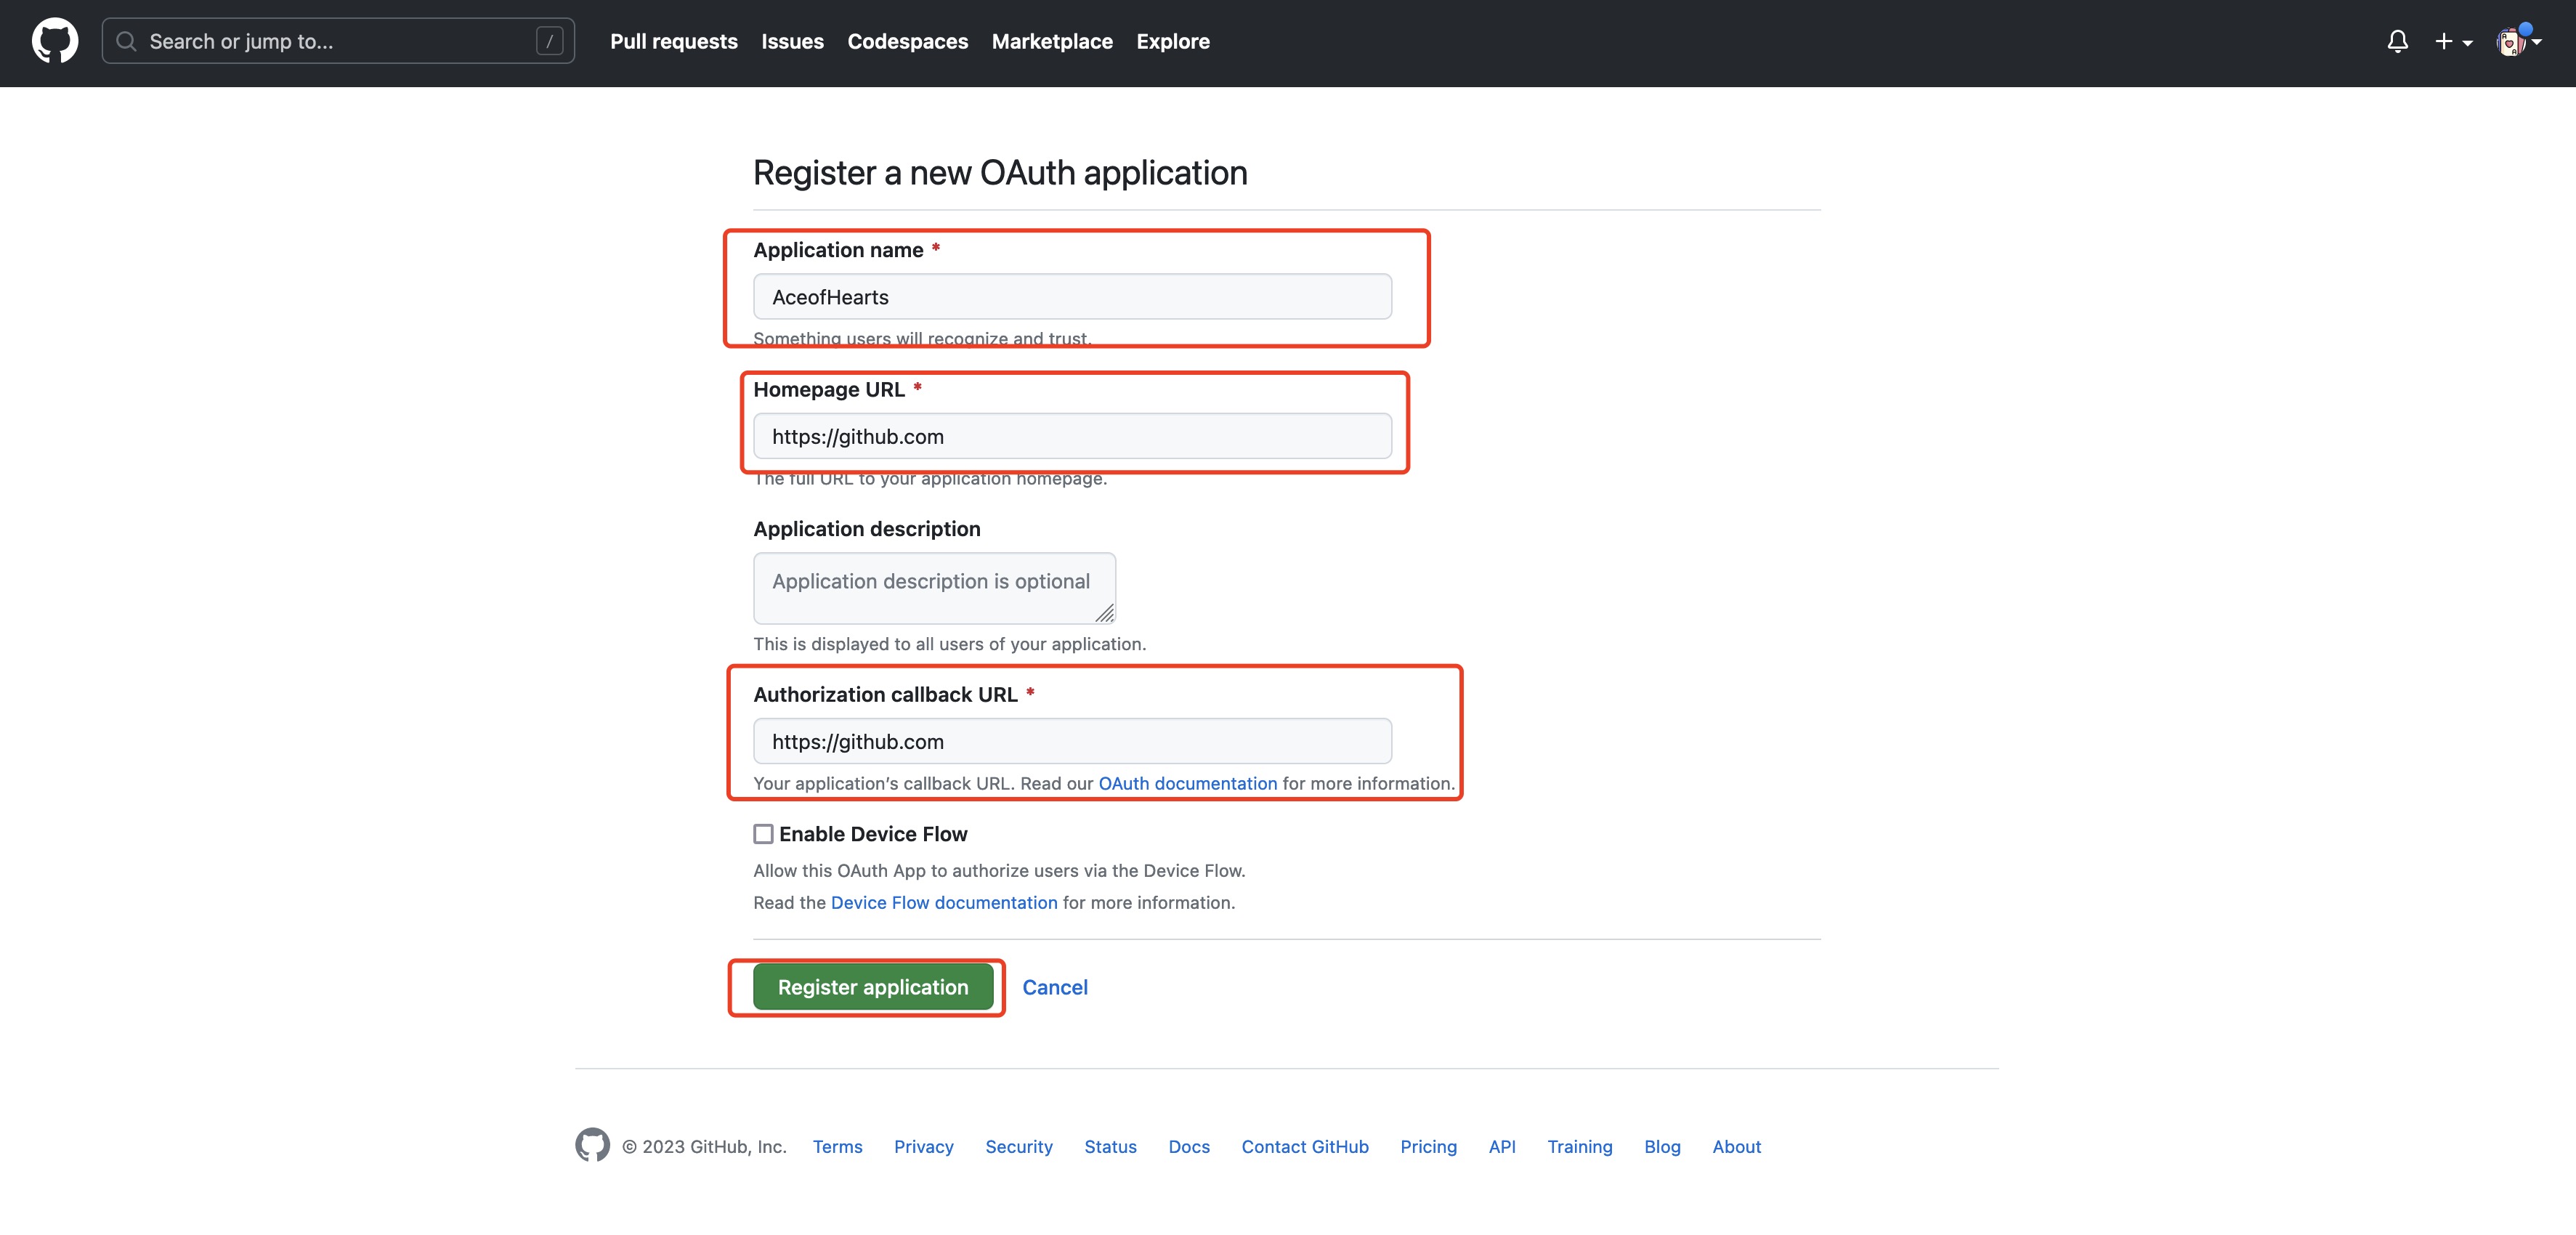 Search or jump to... / Pull requests Issues Codespaces Marketplace Explore
Register a new OAuth application
Application name *
AceofHearts
Something users will recognize and trust.
Homepage URL *
https://github.com
The full URL to your application homepage.
Application description
Application description is optional
This is displayed to all users of your application.
Authorization callback URL *
https://github.com
Your application’s callback URL. Read our OAuth documentation for more information.
Enable Device Flow
Allow this OAuth App to authorize users via the Device Flow.
Read the Device Flow documentation for more information.
Register application Cancel
© 2023 GitHub, Inc. Terms Privacy Security Status Docs Contact GitHub Pricing API Training Blog About